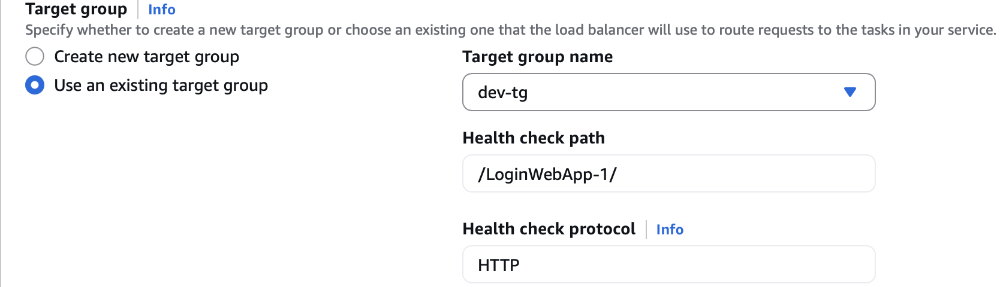 Target group Info
Specify whether to create a new target group or choose an existing one that the load balancer will use to route requests to the tasks in your service.
Create new target group
Use an existing target group
Target group name
dev-tg
Health check path
/LoginWebApp-1/
Health check protocol Info
HTTP